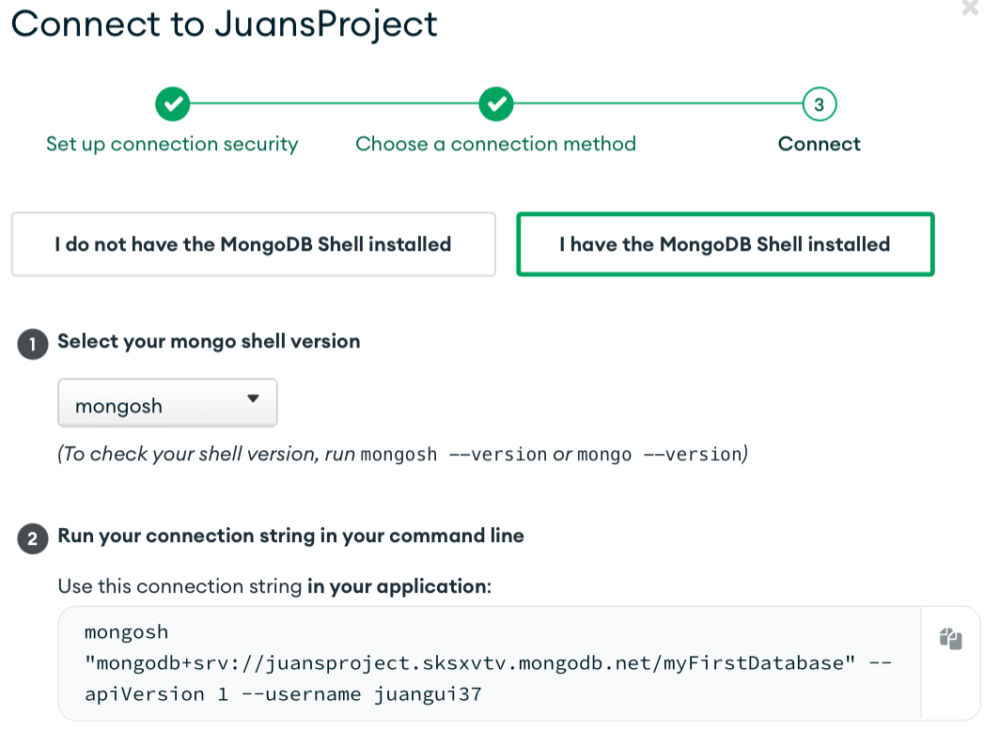 Connect to JuansProject
Set up connection security
Choose a connection method
3
Connect
I do not have the MongoDB Shell installed
I have the MongoDB Shell installed
1 Select your mongo shell version
mongosh
(To check your shell version, run mongosh --version or mongo --version)
2 Run your connection string in your command line
Use this connection string in your application:
mongosh
"mongodb+srv://juansproject.sksxvtv.mongodb.net/myFirstDatabase" --
apiVersion 1 --username juangui37